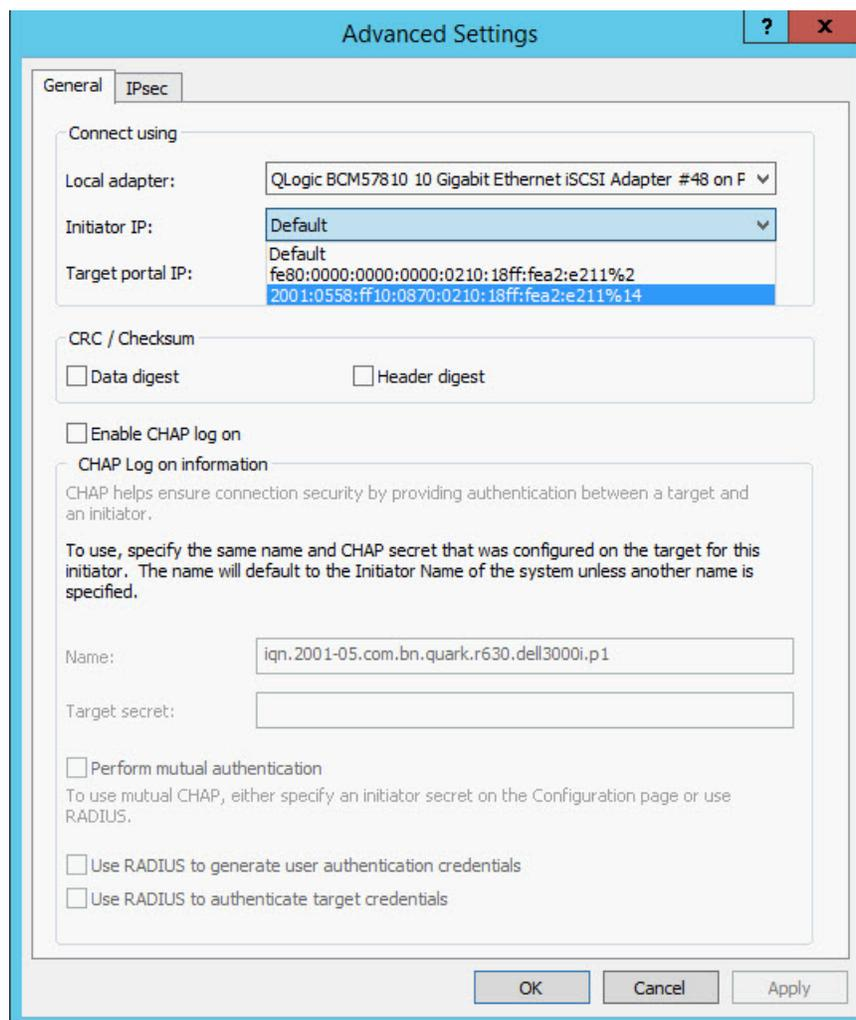 Advanced Settings
?
x
General
IPsec
Connect using
Local adapter:
QLogic BCM57810 10 Gigabit Ethernet iSCSI Adapter #48 on P
Initiator IP:
Default
Default
Target portal IP:
fe80:0000:0000:0000:0210:18ff:fea2:e211%2
2001:0558:ff10:0870:0210:18ff:fea2:e211%14
CRC / Checksum
Data digest
Header digest
Enable CHAP log on
CHAP Log on information
CHAP helps ensure connection security by providing authentication between a target and
an initiator.
To use, specify the same name and CHAP secret that was configured on the target for this
initiator. The name will default to the Initiator Name of the system unless another name is
specified.
Name:
iqn.2001-05.com.bn.quark.r630.dell3000i.p1
Target secret:
Perform mutual authentication
To use mutual CHAP, either specify an initiator secret on the Configuration page or use
RADIUS.
Use RADIUS to generate user authentication credentials
Use RADIUS to authenticate target credentials
OK
Cancel
Apply